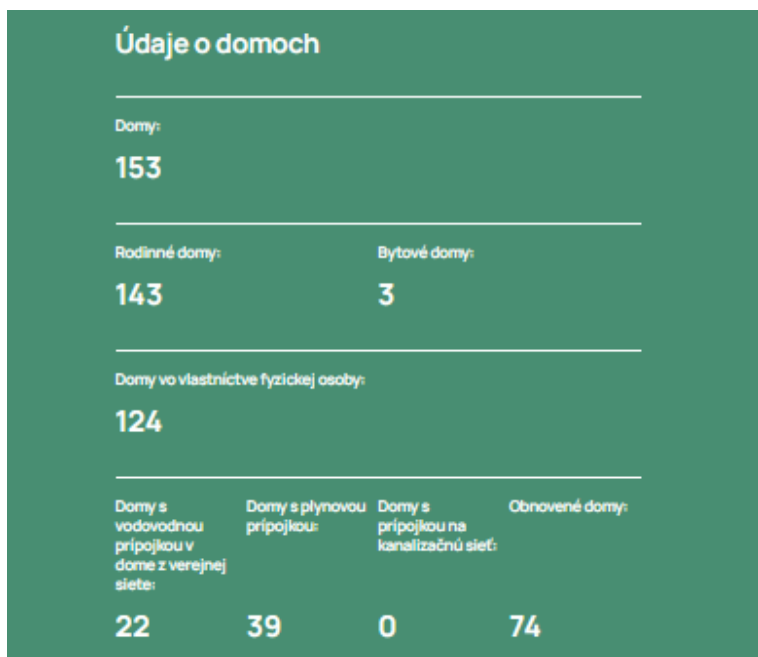 Údaje o domoch
Domy:
153
Rodinné domy:
143
Bytové domy:
3
Domy vo vlastníctve fyzickej osoby:
124
Domy s
vodovodnou
prípojkou v
dome z verejnej
siete:
22
Domy s plynovou
prípojkou:
39
Domy s
prípojkou na
kanalizačnú sieť:
0
Obnovené domy:
74